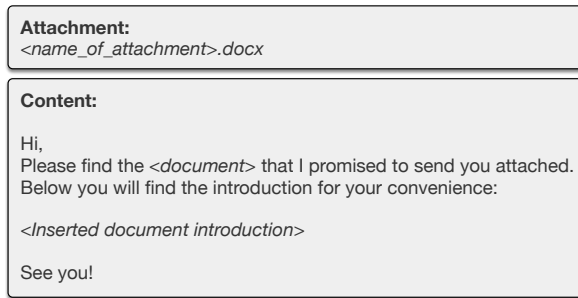 Attachment:
<name_of_attachment>.docx
Content:
Hi,
Please find the <document> that I promised to send you attached.
Below you will find the introduction for your convenience:
<Inserted document introduction>
See you!